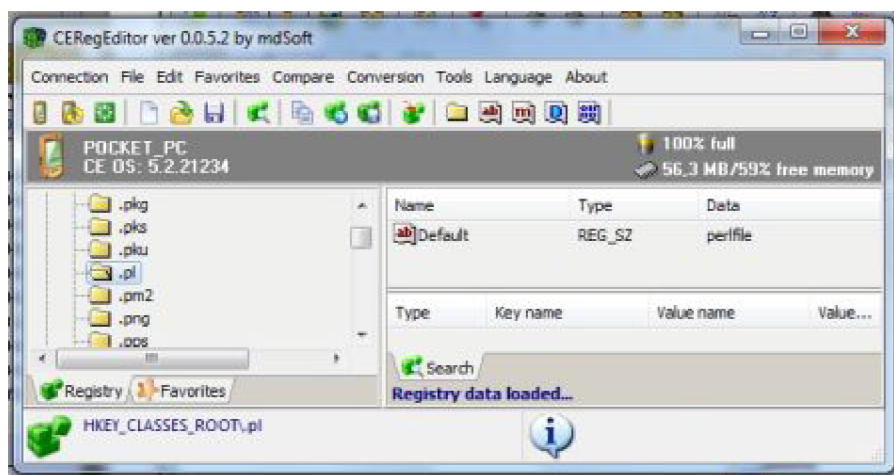 CERegEditor ver 0.0.5.2 by mdSoft
Connection File Edit Favorites Compare Conversion Tools Language About
POCKET_PC
CE OS: 5.2.21234
100% full
56,3 MB/59% free memory
.pkg
.pks
.pku
.pl
.pm2
.png
.pps
Registry Favorites
Name Type Data
Default REG_SZ perlfile
Type Key name Value name Value...
Search
Registry data loaded...
HKEY_CLASSES_ROOT\.pl